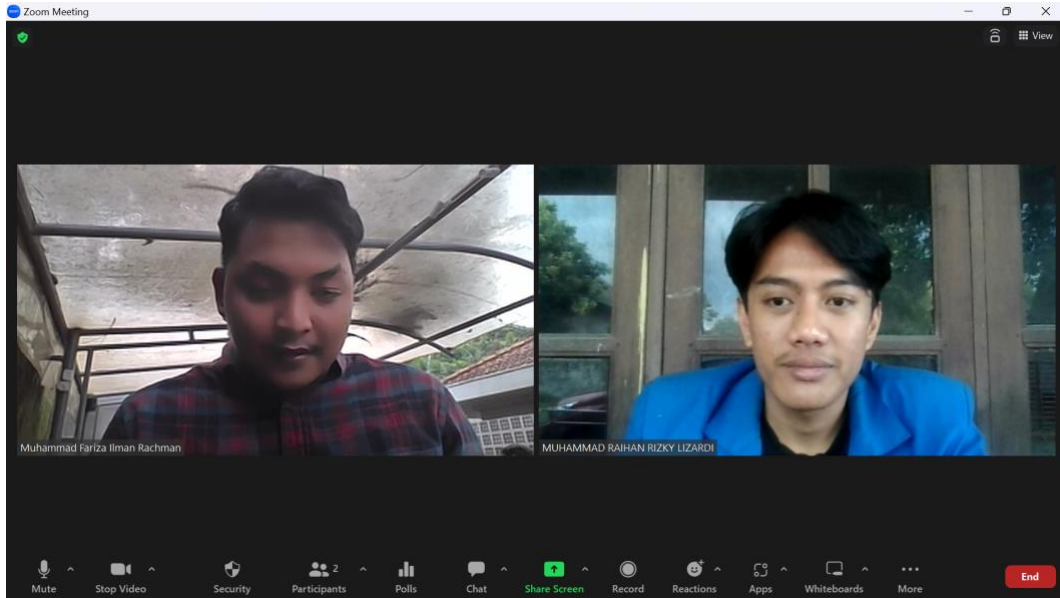 Zoom Meeting
View
Muhammad Fariza Ilman Rachman
MUHAMMAD RAIHAN RIZKY LIZARDI
Mute
Stop Video
Security
2
Participants
Polls
Chat
Share Screen
Record
Reactions
Apps
Whiteboards
More
End